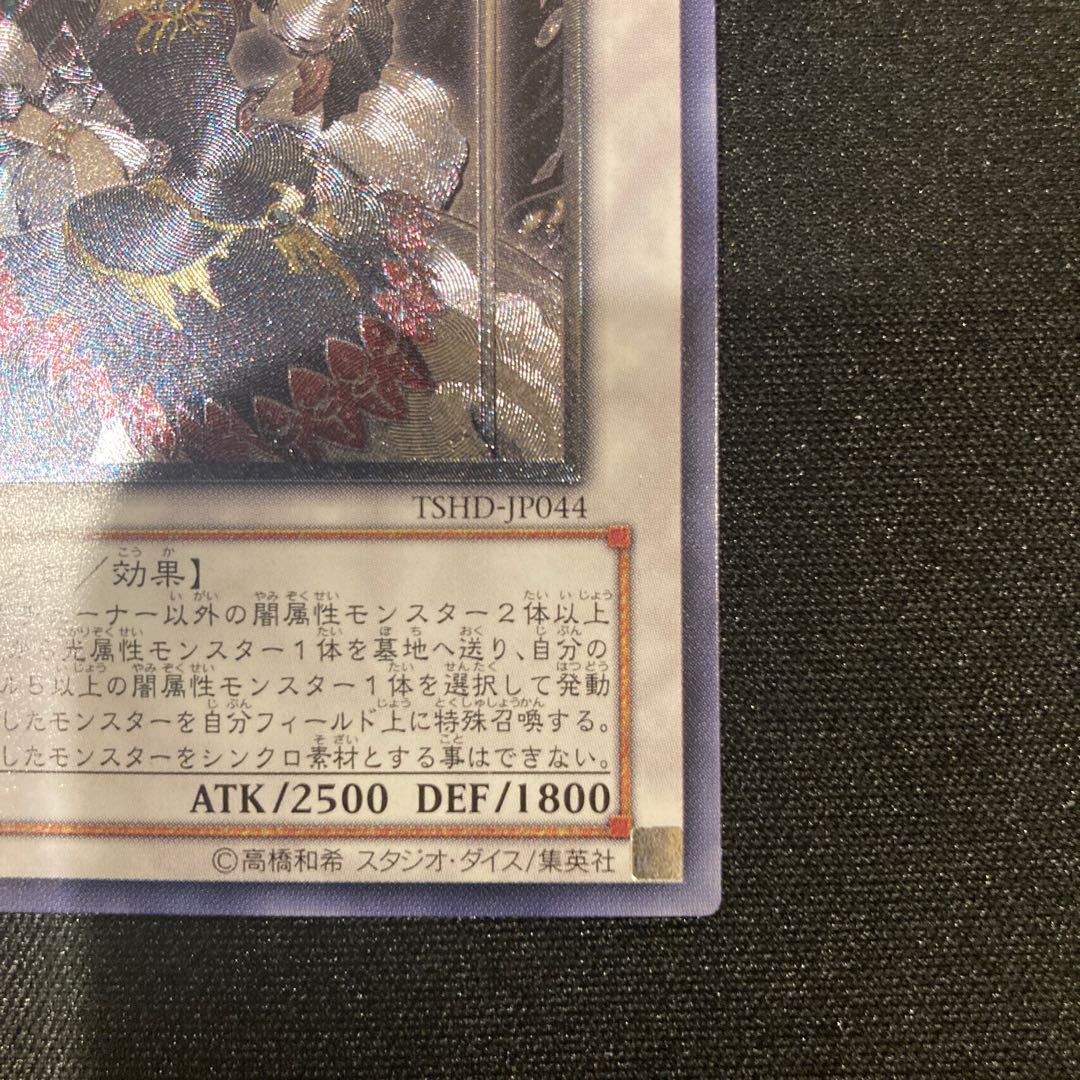 TSHD-JP044
／効果】
ーナー以外の闇属性モンスター２体以上
光属性モンスター１体を墓地へ送り、自分の
ル５以上の闇属性モンスター１体を選択して発動
したモンスターを自分フィールド上に特殊召喚する。
したモンスターをシンクロ素材とする事はできない。
ATK/2500 DEF/1800
©高橋和希 スタジオ・ダイス/集英社